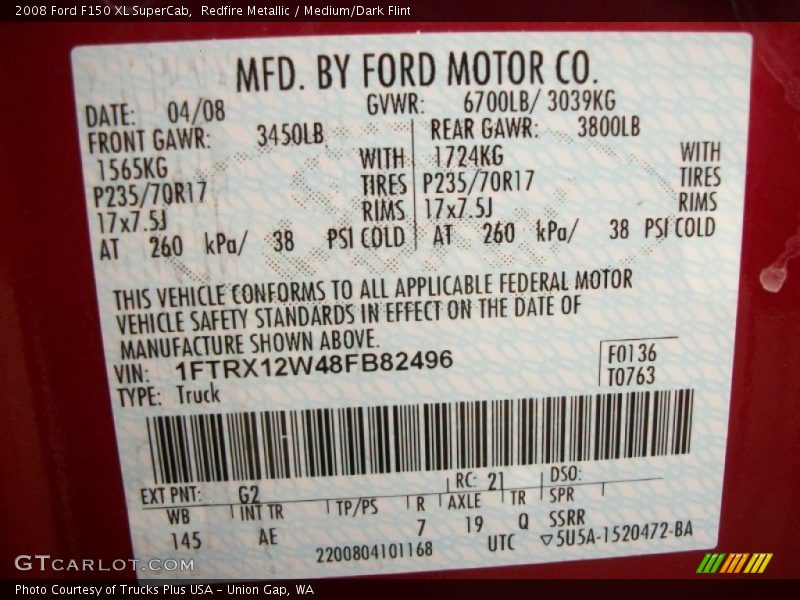 2008 Ford F150 XL SuperCab,  Redfire Metallic / Medium/Dark Flint
MFD. BY FORD MOTOR CO.
DATE: 04/08 GVWR: 6700LB/ 3039KG
FRONT GAWR: 3450LB REAR GAWR: 3800LB
1565KG WITH 1724KG WITH
P235/70R17 TIRES P235/70R17 TIRES
17x7.5J RIMS 17x7.5J RIMS
AT 260 kPa/ 38 PSI COLD AT 260 kPa/ 38 PSI COLD
THIS VEHICLE CONFORMS TO ALL APPLICABLE FEDERAL MOTOR
VEHICLE SAFETY STANDARDS IN EFFECT ON THE DATE OF
MANUFACTURE SHOWN ABOVE.
VIN: 1FTRX12W48FB82496 F0136
TYPE: Truck T0763
EXT PNT: G2 RC: 21 DSO:
WB INT TR TP/PS R AXLE TR SPR
145 AE 7 19 Q SSRR
2200804101168 UTC ▽5U5A-1520472-BA
GTcarlot.com
Photo Courtesy of Trucks Plus USA - Union Gap, WA